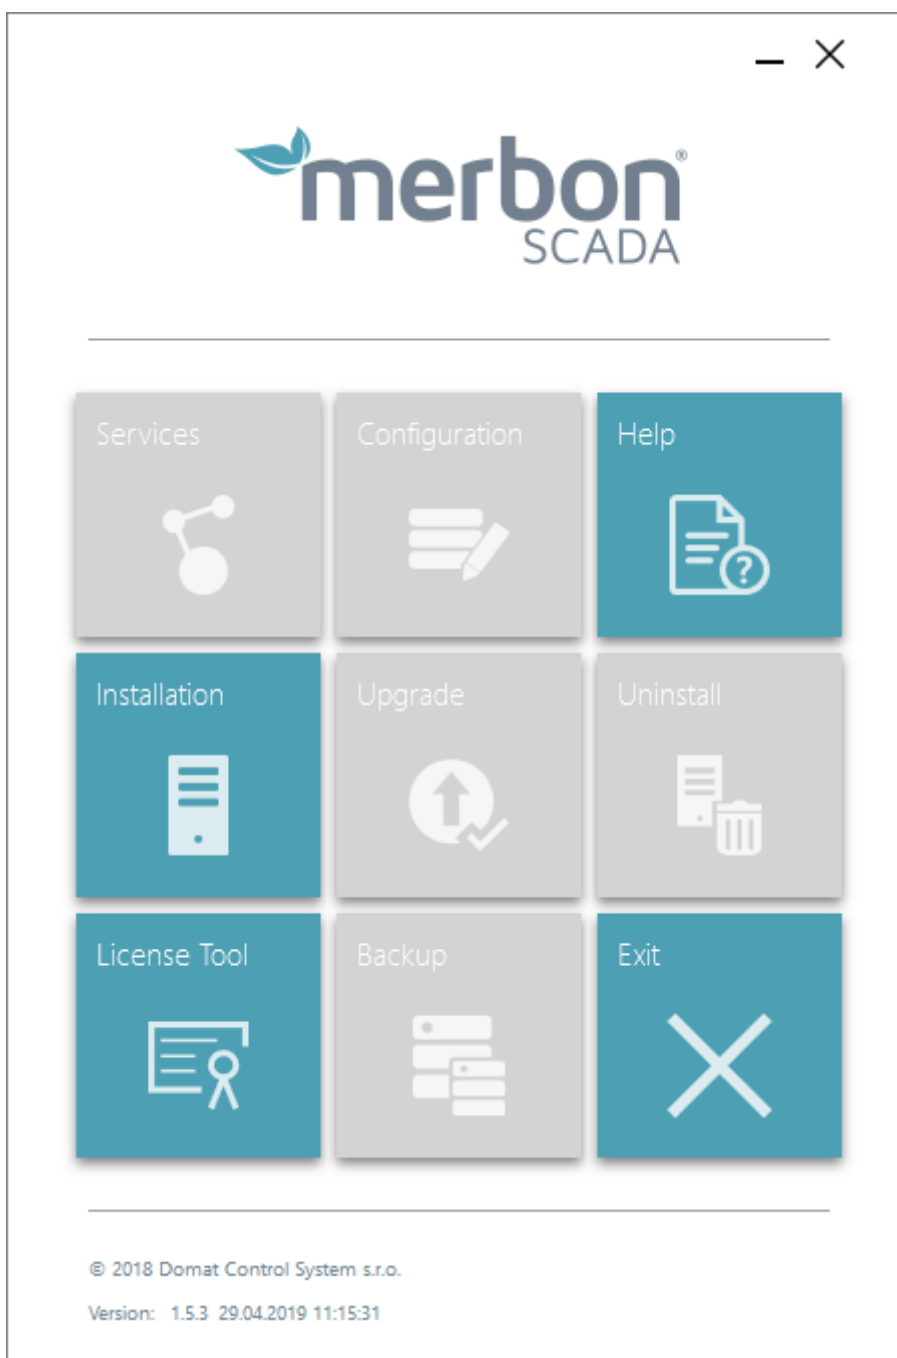 merbon®
SCADA
Services
Configuration
Help
Installation
Upgrade
Uninstall
License Tool
Backup
Exit
© 2018 Domat Control System s.r.o.
Version: 1.5.3 29.04.2019 11:15:31